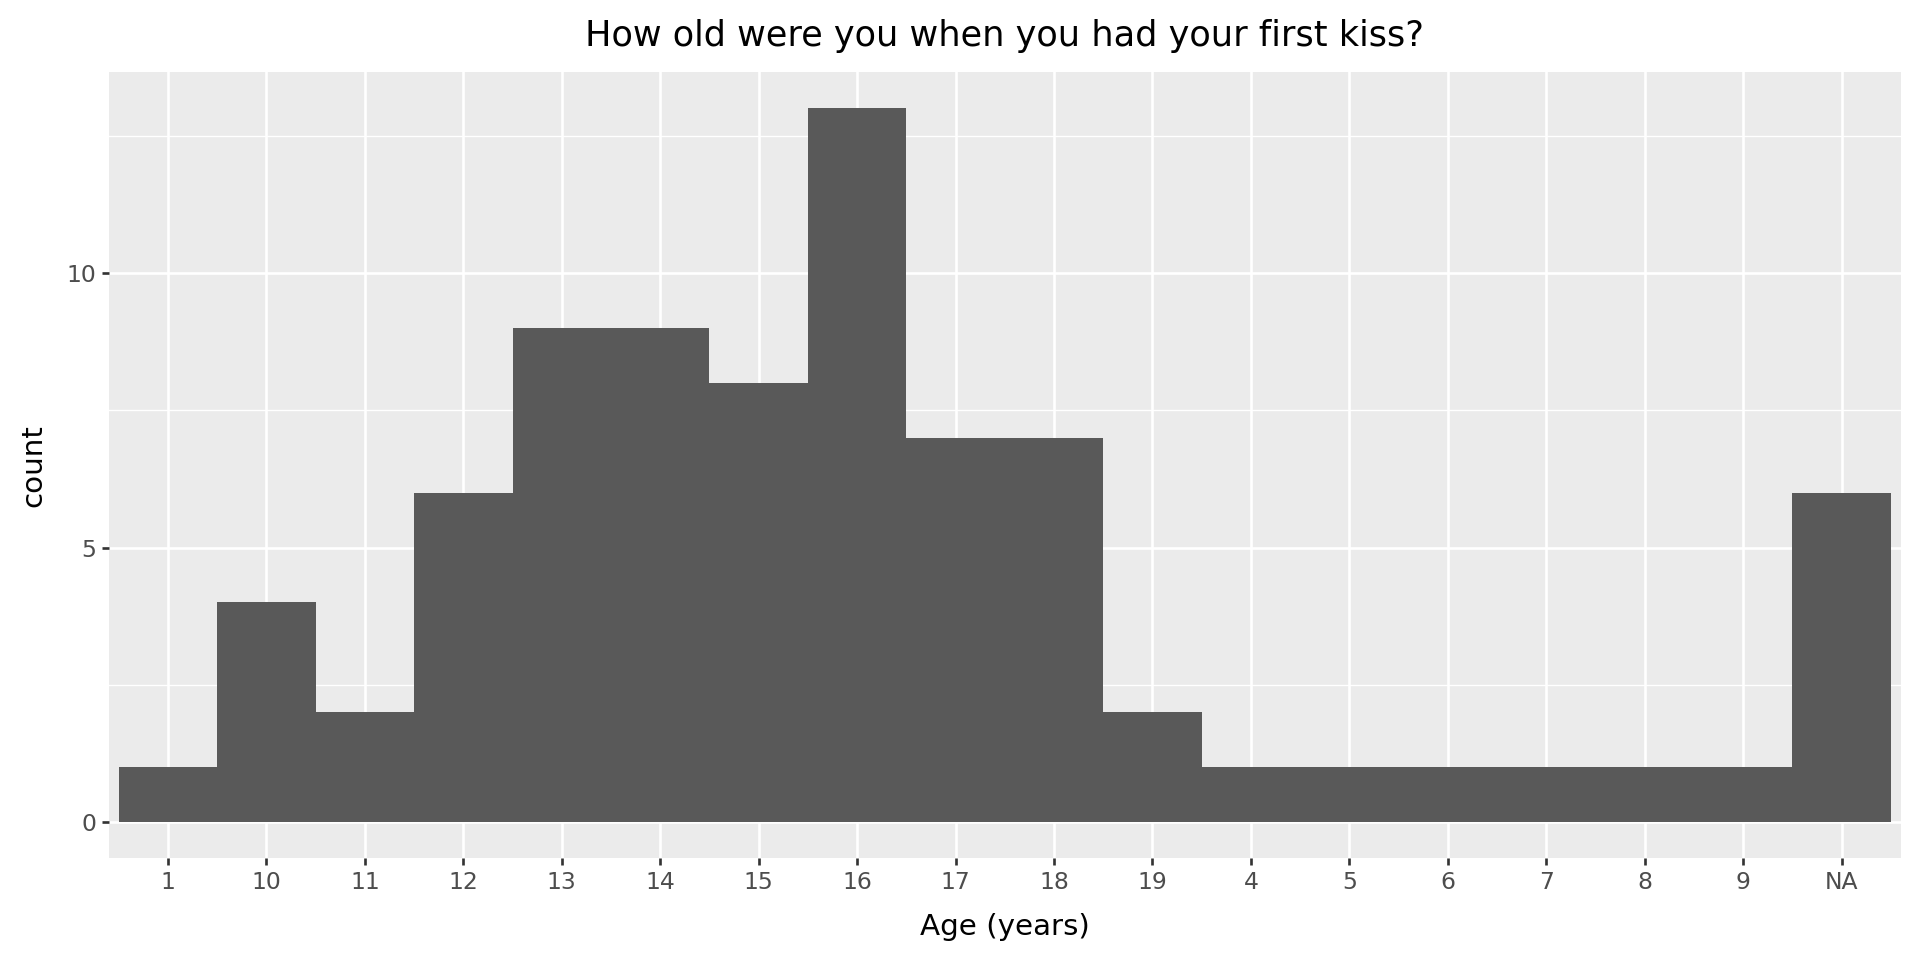 How old were you when you had your first kiss?
count
10
5
0
1 10 11 12 13 14 15 16 17 18 19 4 5 6 7 8 9 NA
Age (years)